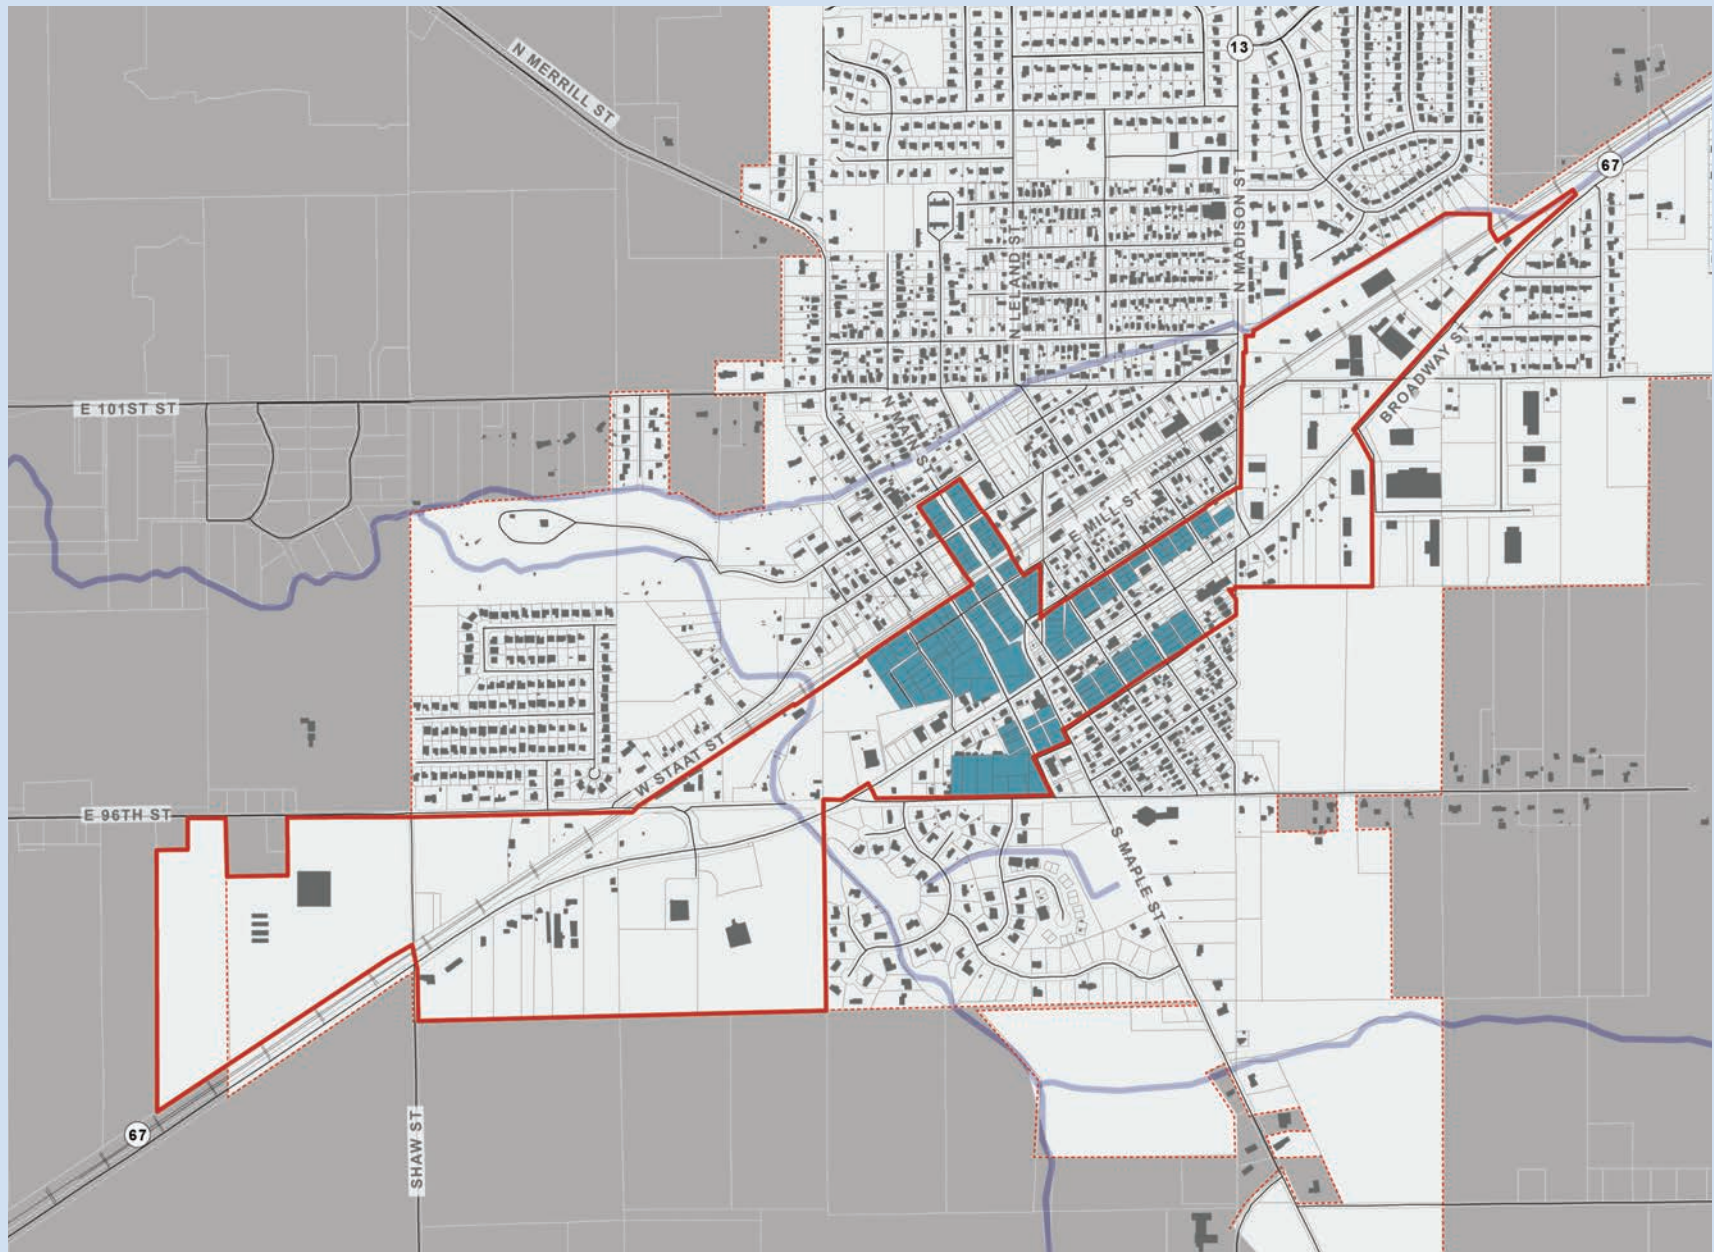 13
N MERRILL ST
67
N MADISON ST
N LELAND ST
BROADWAY ST
E 101ST ST
N MAIN ST
E MILL ST
W STAAT ST
E 96TH ST
S MAPLE ST
67
SHAW ST